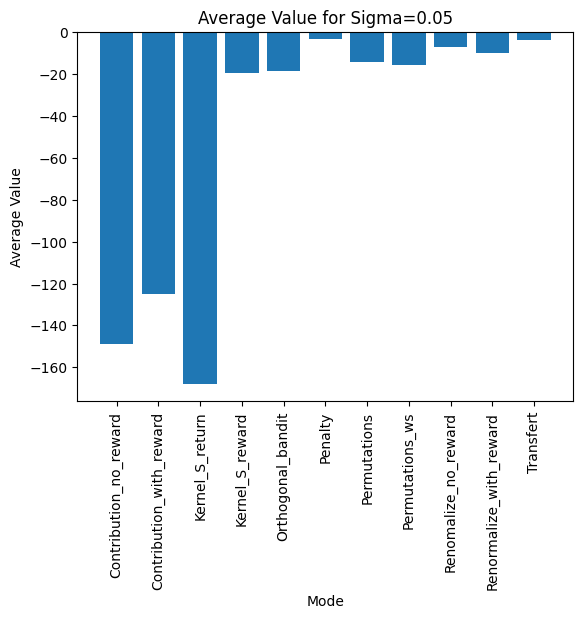 Average Value for Sigma=0.05
Average Value
0
−20
−40
−60
−80
−100
−120
−140
−160
Contribution_no_reward
Contribution_with_reward
Kernel_S_return
Kernel_S_reward
Orthogonal_bandit
Penalty
Permutations
Permutations_ws
Renomalize_no_reward
Renormalize_with_reward
Transfert
Mode